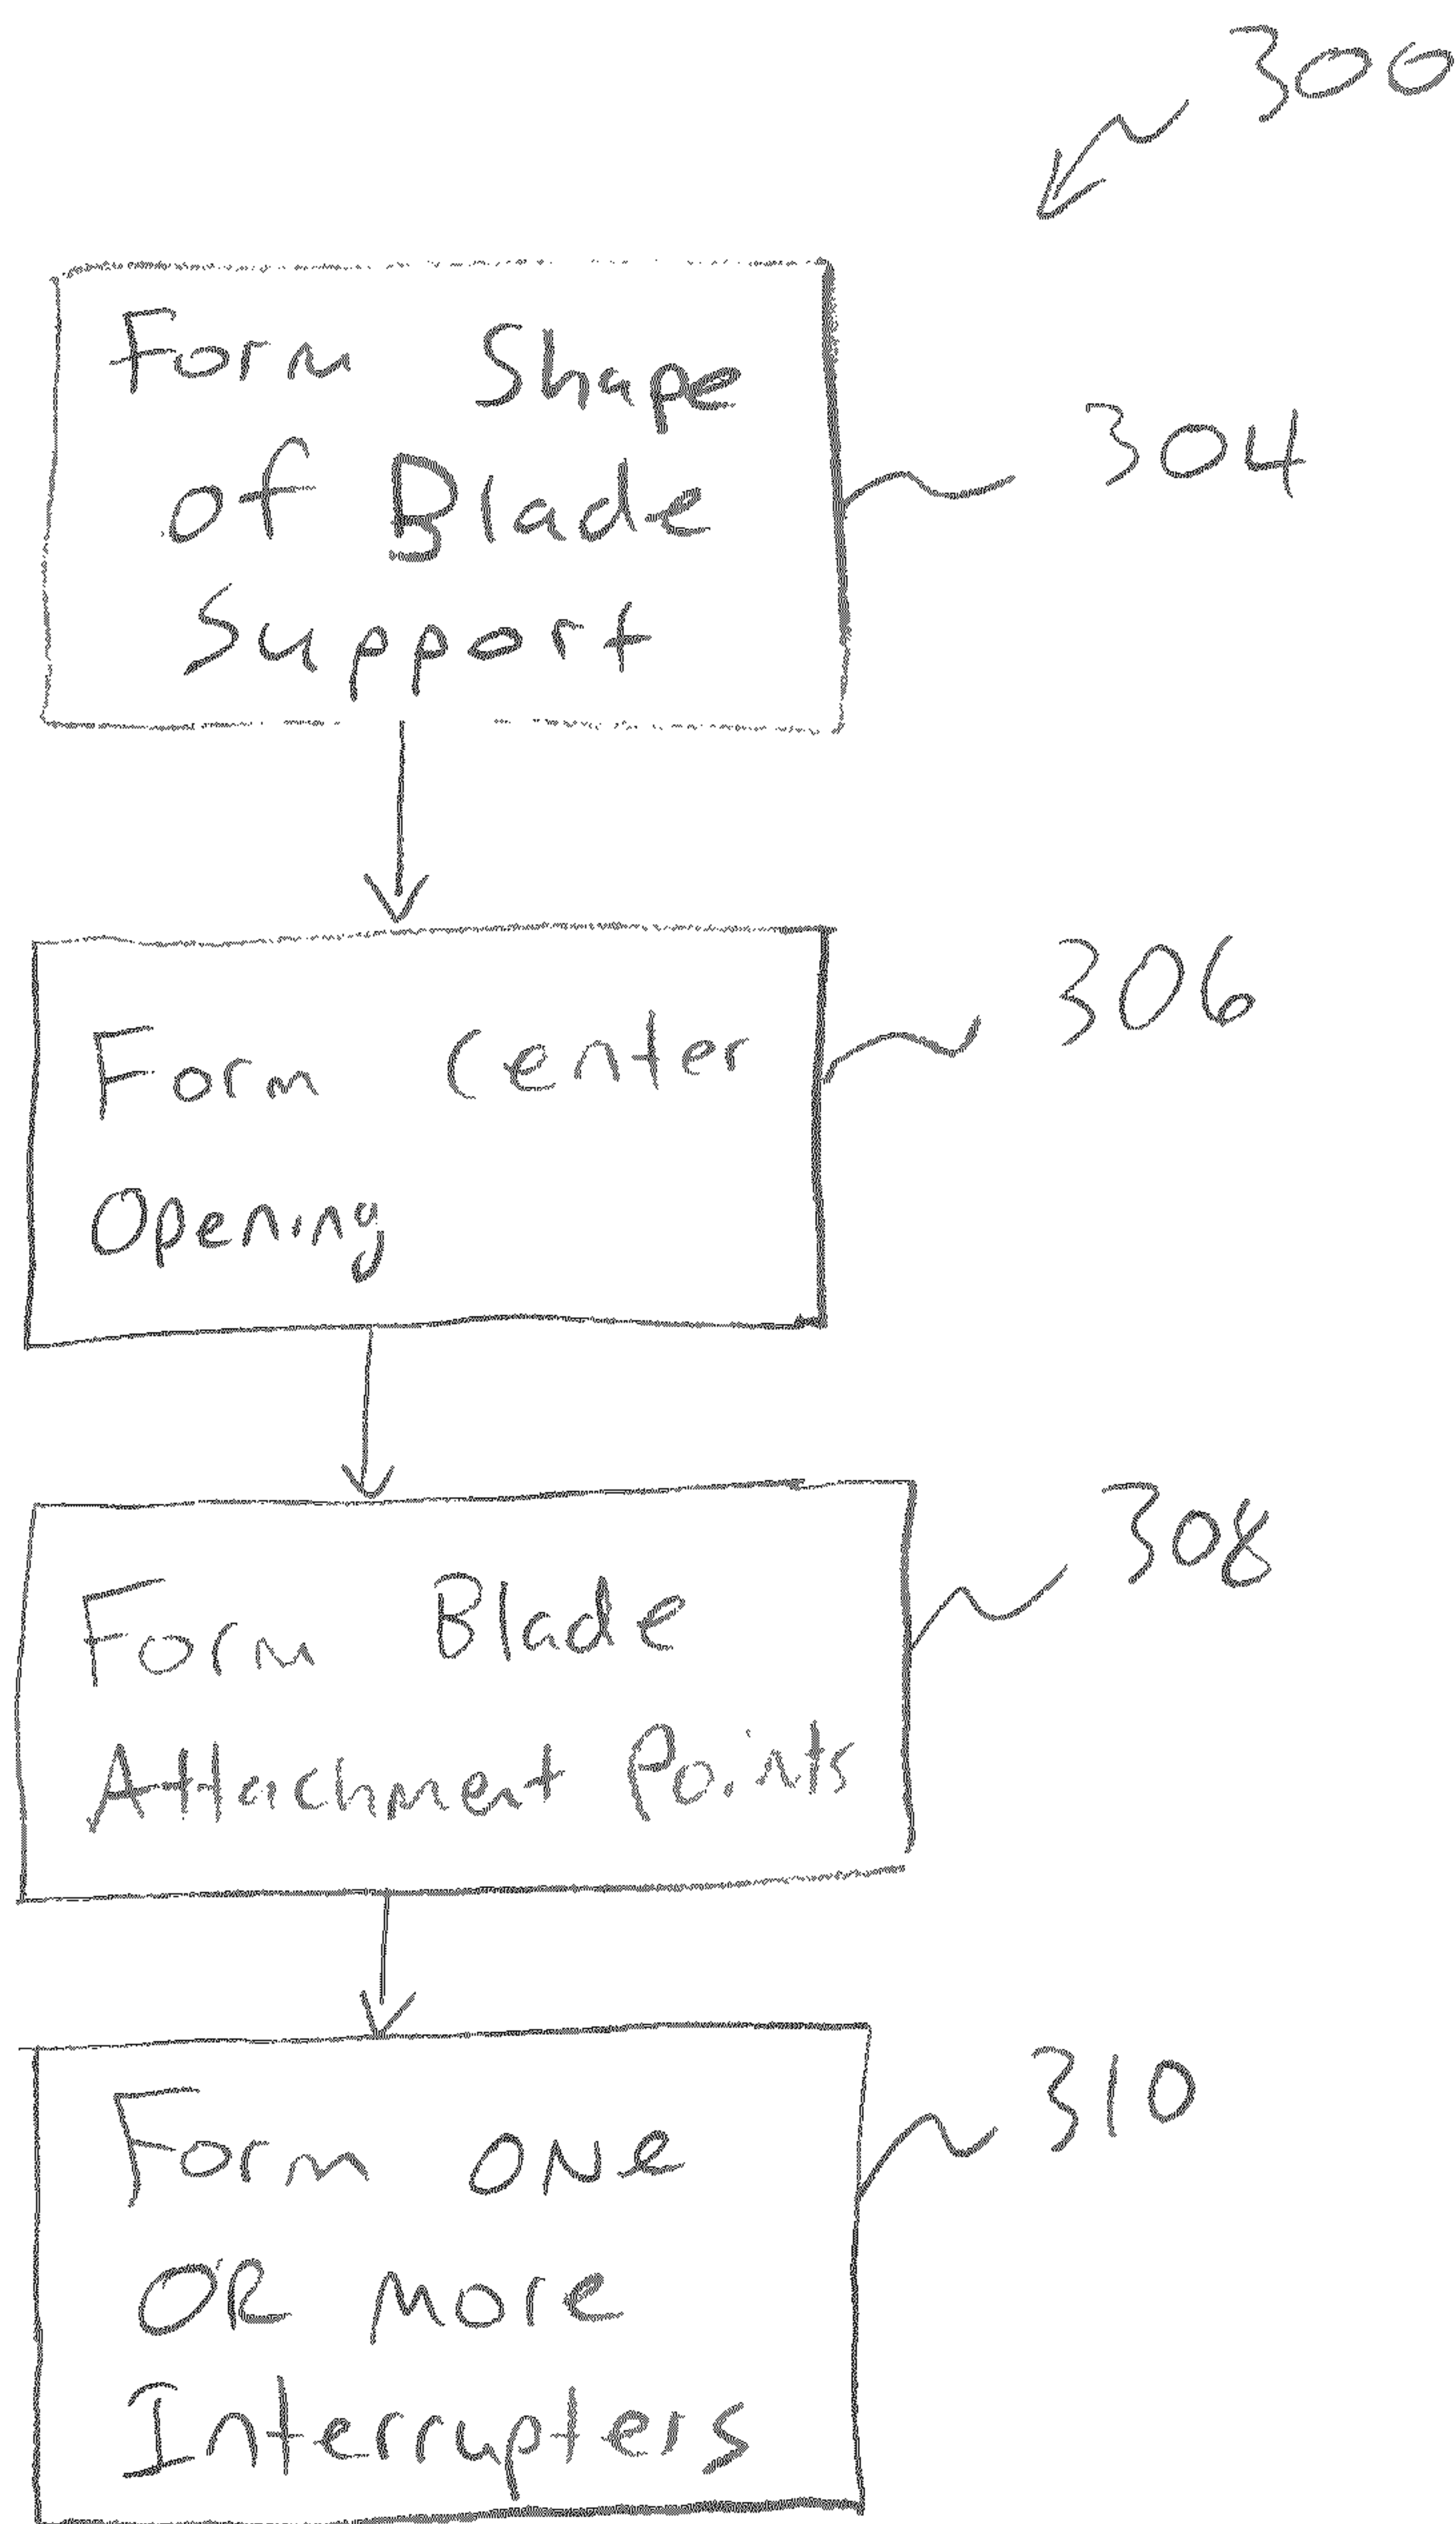 300
Form Shape
of Blade
Support
304
Form Center
Opening
306
Form Blade
Attachment Points
308
Form ONe
OR More
Interrupters
310